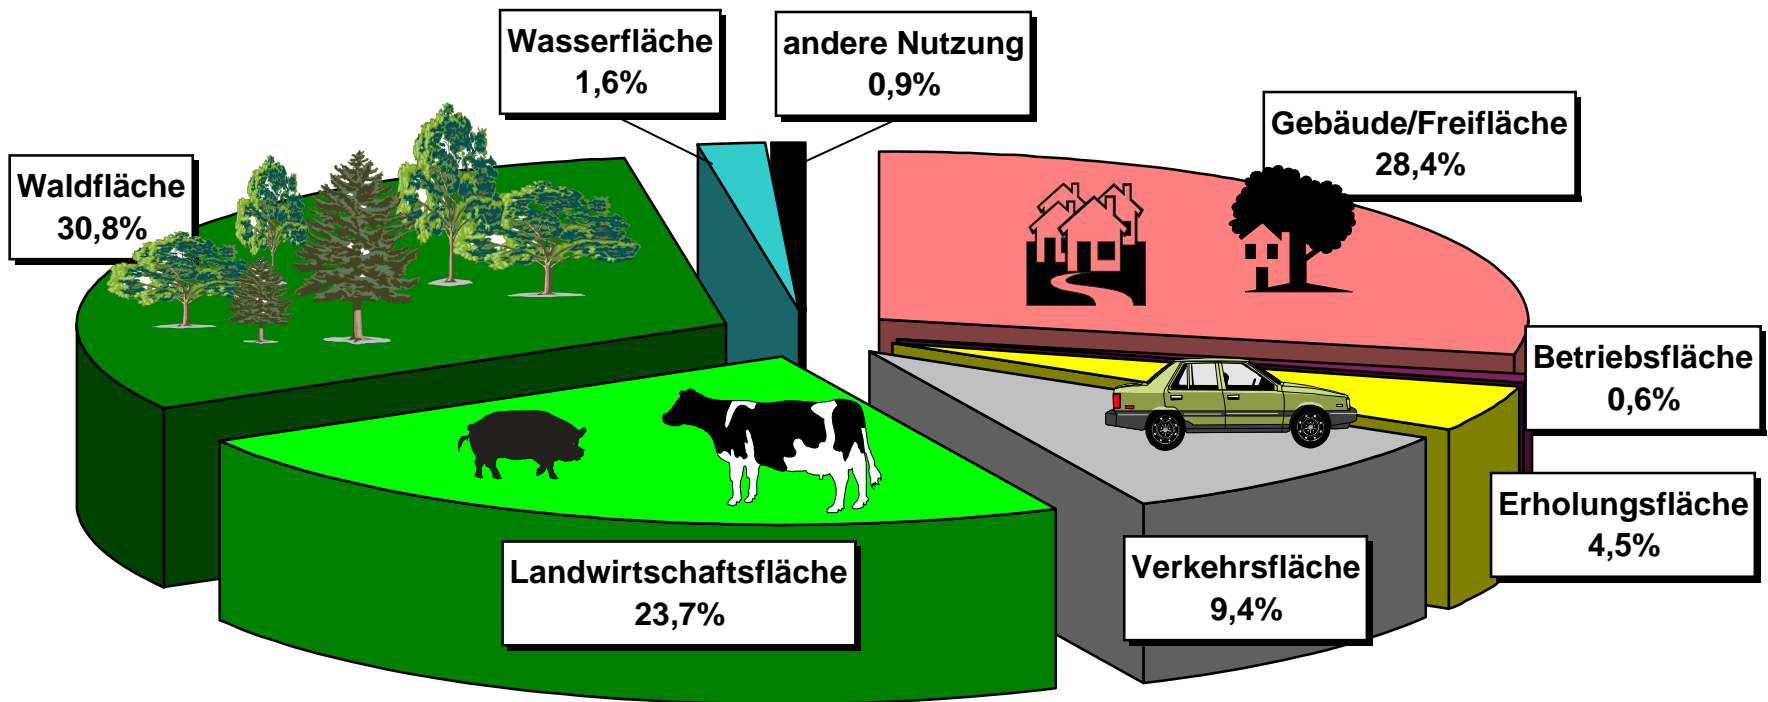 Wasserfläche
1,6%
andere Nutzung
0,9%
Gebäude/Freifläche
28,4%
Waldfläche
30,8%
Betriebsfläche
0,6%
Erholungsfläche
4,5%
Verkehrsfläche
9,4%
Landwirtschaftsfläche
23,7%